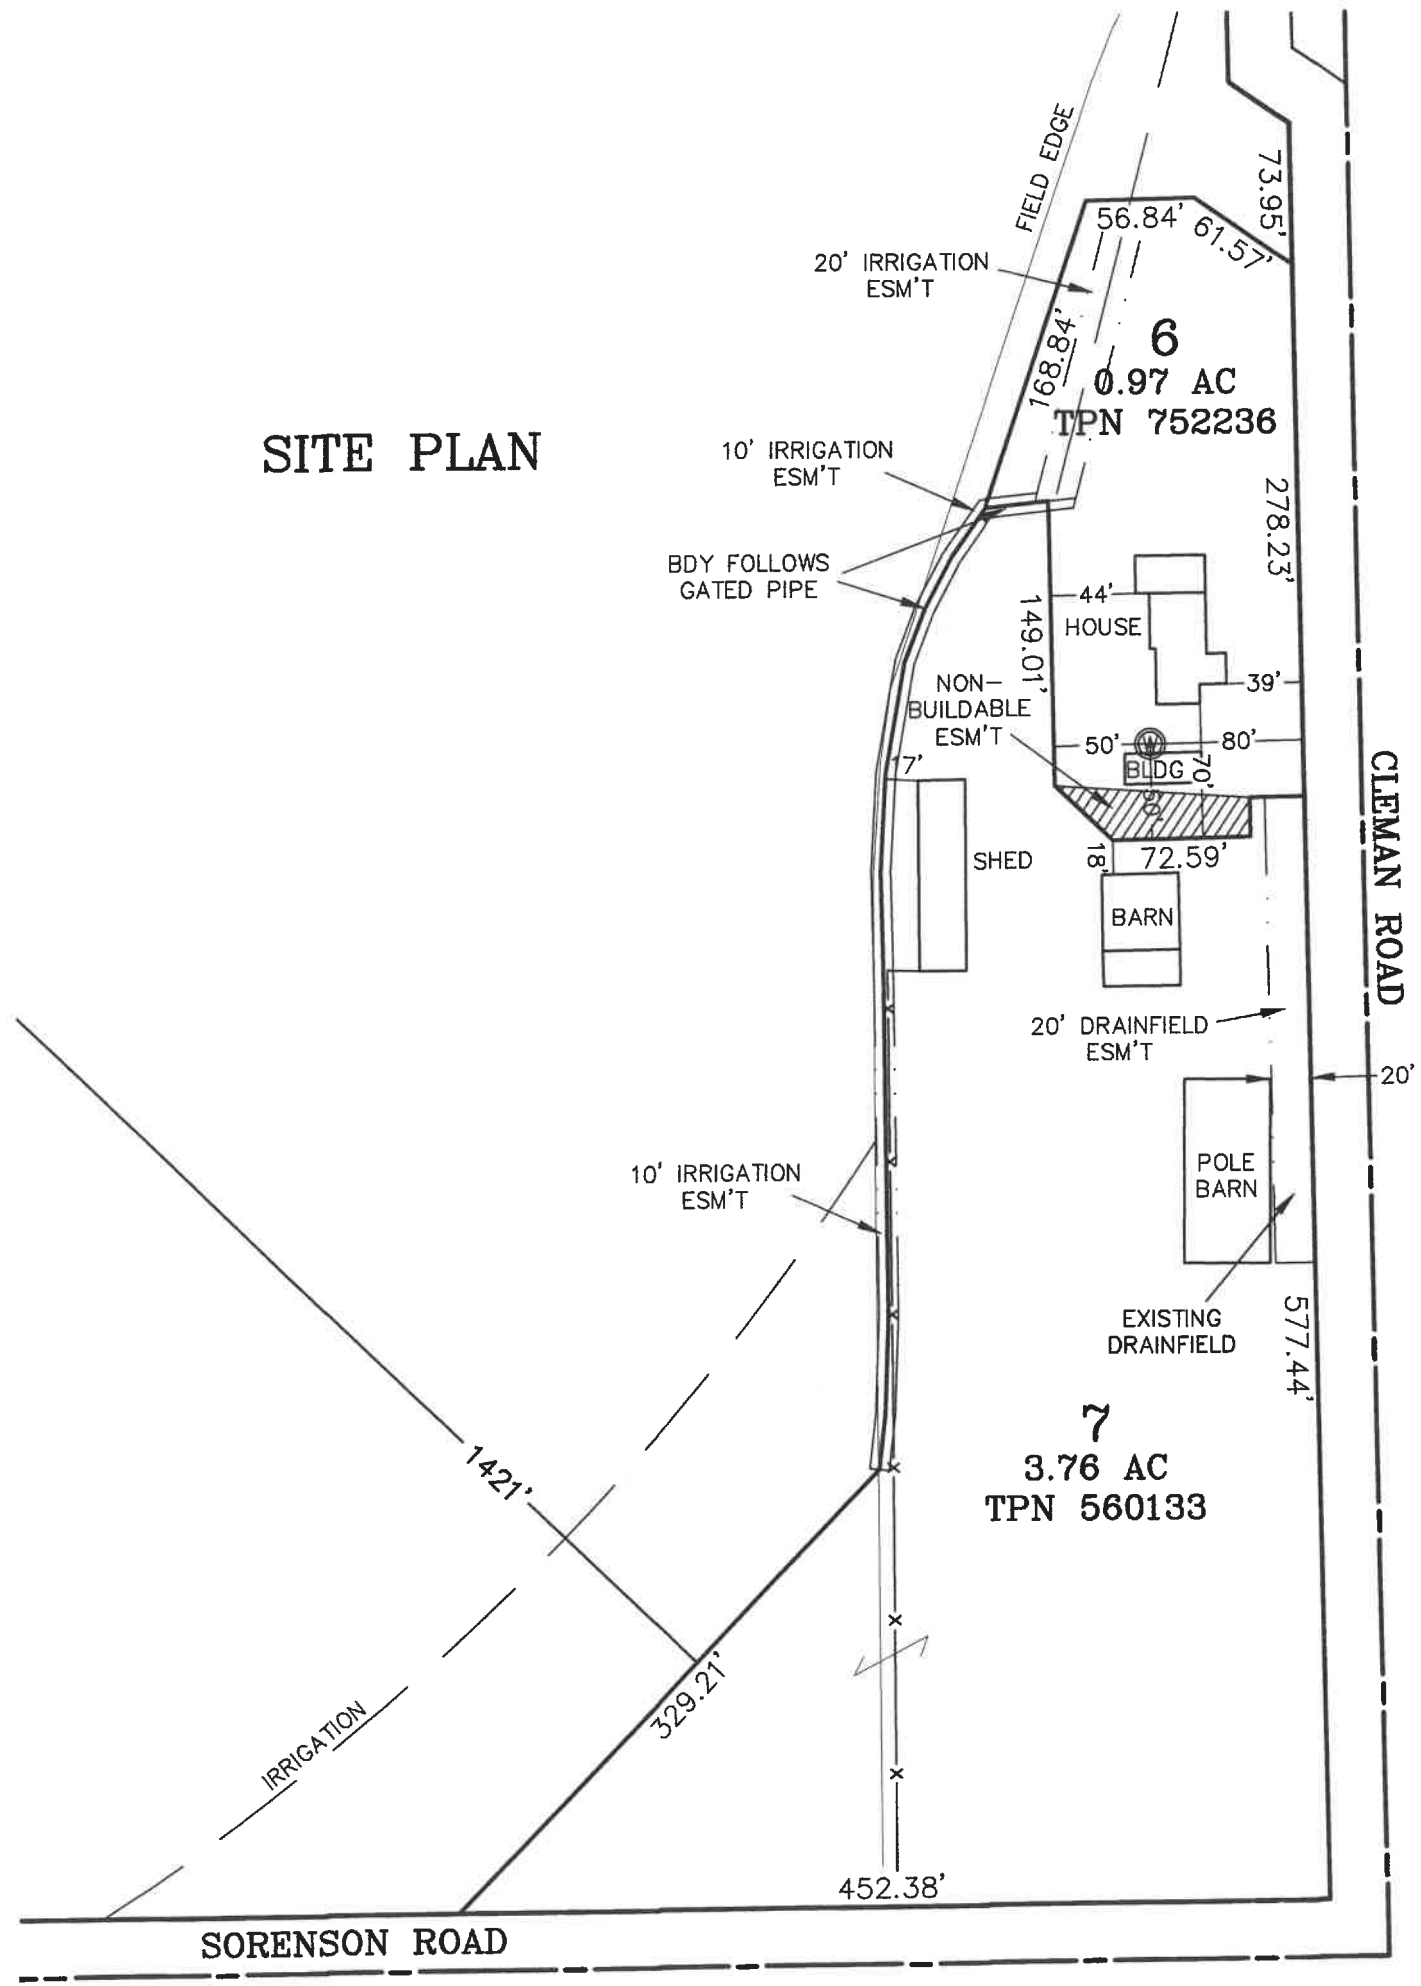 FIELD EDGE
73.95'
56.84'
61.57'
20' IRRIGATION
ESM'T
168.84'
6
0.97 AC
TPN 752236
SITE PLAN
10' IRRIGATION
ESM'T
278.23'
BDY FOLLOWS
GATED PIPE
44'
HOUSE
149.01'
39'
NON-
BUILDABLE
ESM'T
50'
W
80'
17'
BLDG
70'
50'
CLEMAN ROAD
18'
72.59'
SHED
BARN
20' DRAINFIELD
ESM'T
20'
POLE
BARN
10' IRRIGATION
ESM'T
EXISTING
DRAINFIELD
577.44'
7
3.76 AC
TPN 560133
1421'
329.21'
IRRIGATION
452.38'
SORENSON ROAD